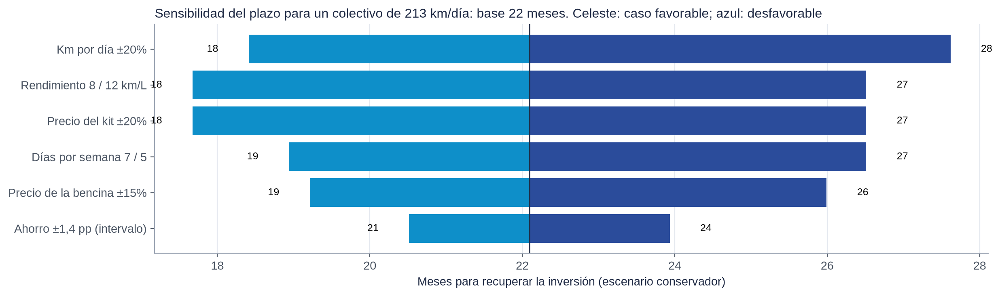 Sensibilidad del plazo para un colectivo de 213 km/día: base 22 meses. Celeste: caso favorable; azul: desfavorable
Km por día ±20%
18
28
Rendimiento 8 / 12 km/L
18
27
Precio del kit ±20%
18
27
Días por semana 7 / 5
19
27
Precio de la bencina ±15%
19
26
Ahorro ±1,4 pp (intervalo)
21
24
18
20
22
24
26
28
Meses para recuperar la inversión (escenario conservador)